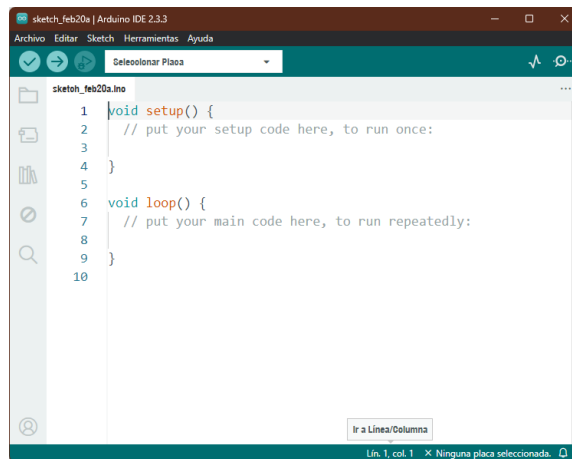 sketch_feb20a | Arduino IDE 2.3.3
Archivo Editar Sketch Herramientas Ayuda
Seleccionar Placa
sketch_feb20a.ino
1 void setup() {
2 // put your setup code here, to run once:
3
4 }
5
6 void loop() {
7 // put your main code here, to run repeatedly:
8
9 }
10
Ir a Línea/Columna
Lín. 1, col. 1 × Ninguna placa seleccionada.